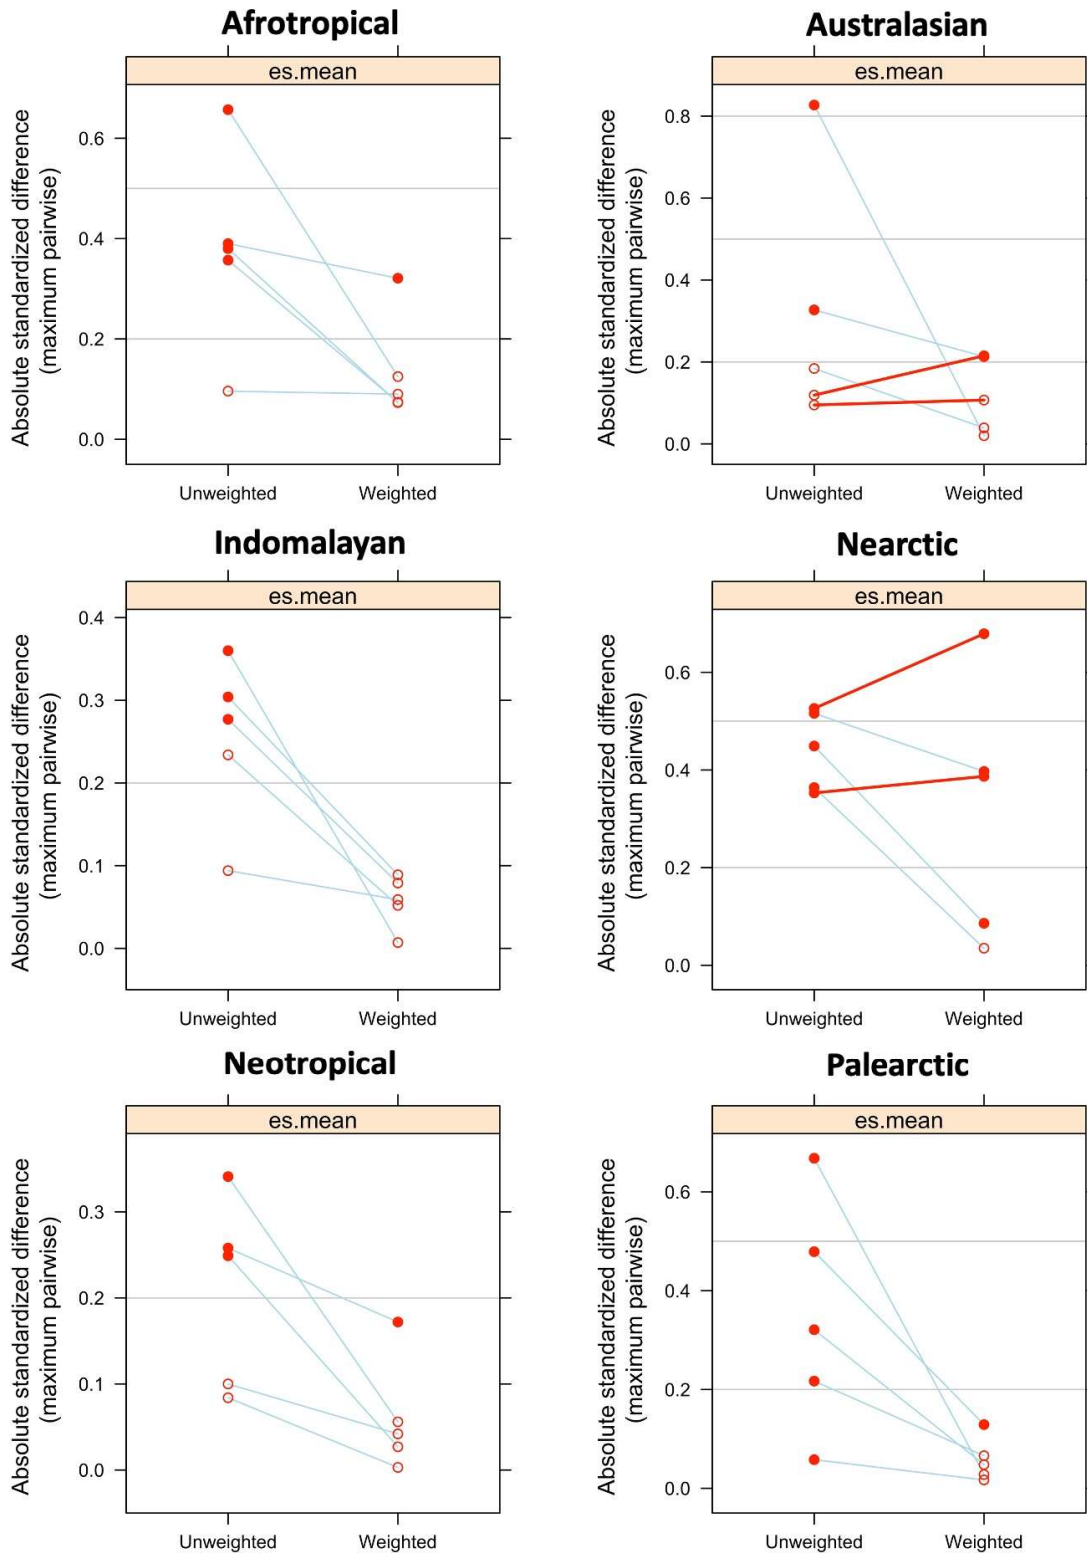 Afrotropical
es.mean
Absolute standardized difference
(maximum pairwise)
0.6
0.4
0.2
0.0
Unweighted
Weighted
Australasian
es.mean
Absolute standardized difference
(maximum pairwise)
0.8
0.6
0.4
0.2
0.0
Unweighted
Weighted
Indomalayan
es.mean
Absolute standardized difference
(maximum pairwise)
0.4
0.3
0.2
0.1
0.0
Unweighted
Weighted
Nearctic
es.mean
Absolute standardized difference
(maximum pairwise)
0.6
0.4
0.2
0.0
Unweighted
Weighted
Neotropical
es.mean
Absolute standardized difference
(maximum pairwise)
0.3
0.2
0.1
0.0
Unweighted
Weighted
Palearctic
es.mean
Absolute standardized difference
(maximum pairwise)
0.6
0.4
0.2
0.0
Unweighted
Weighted